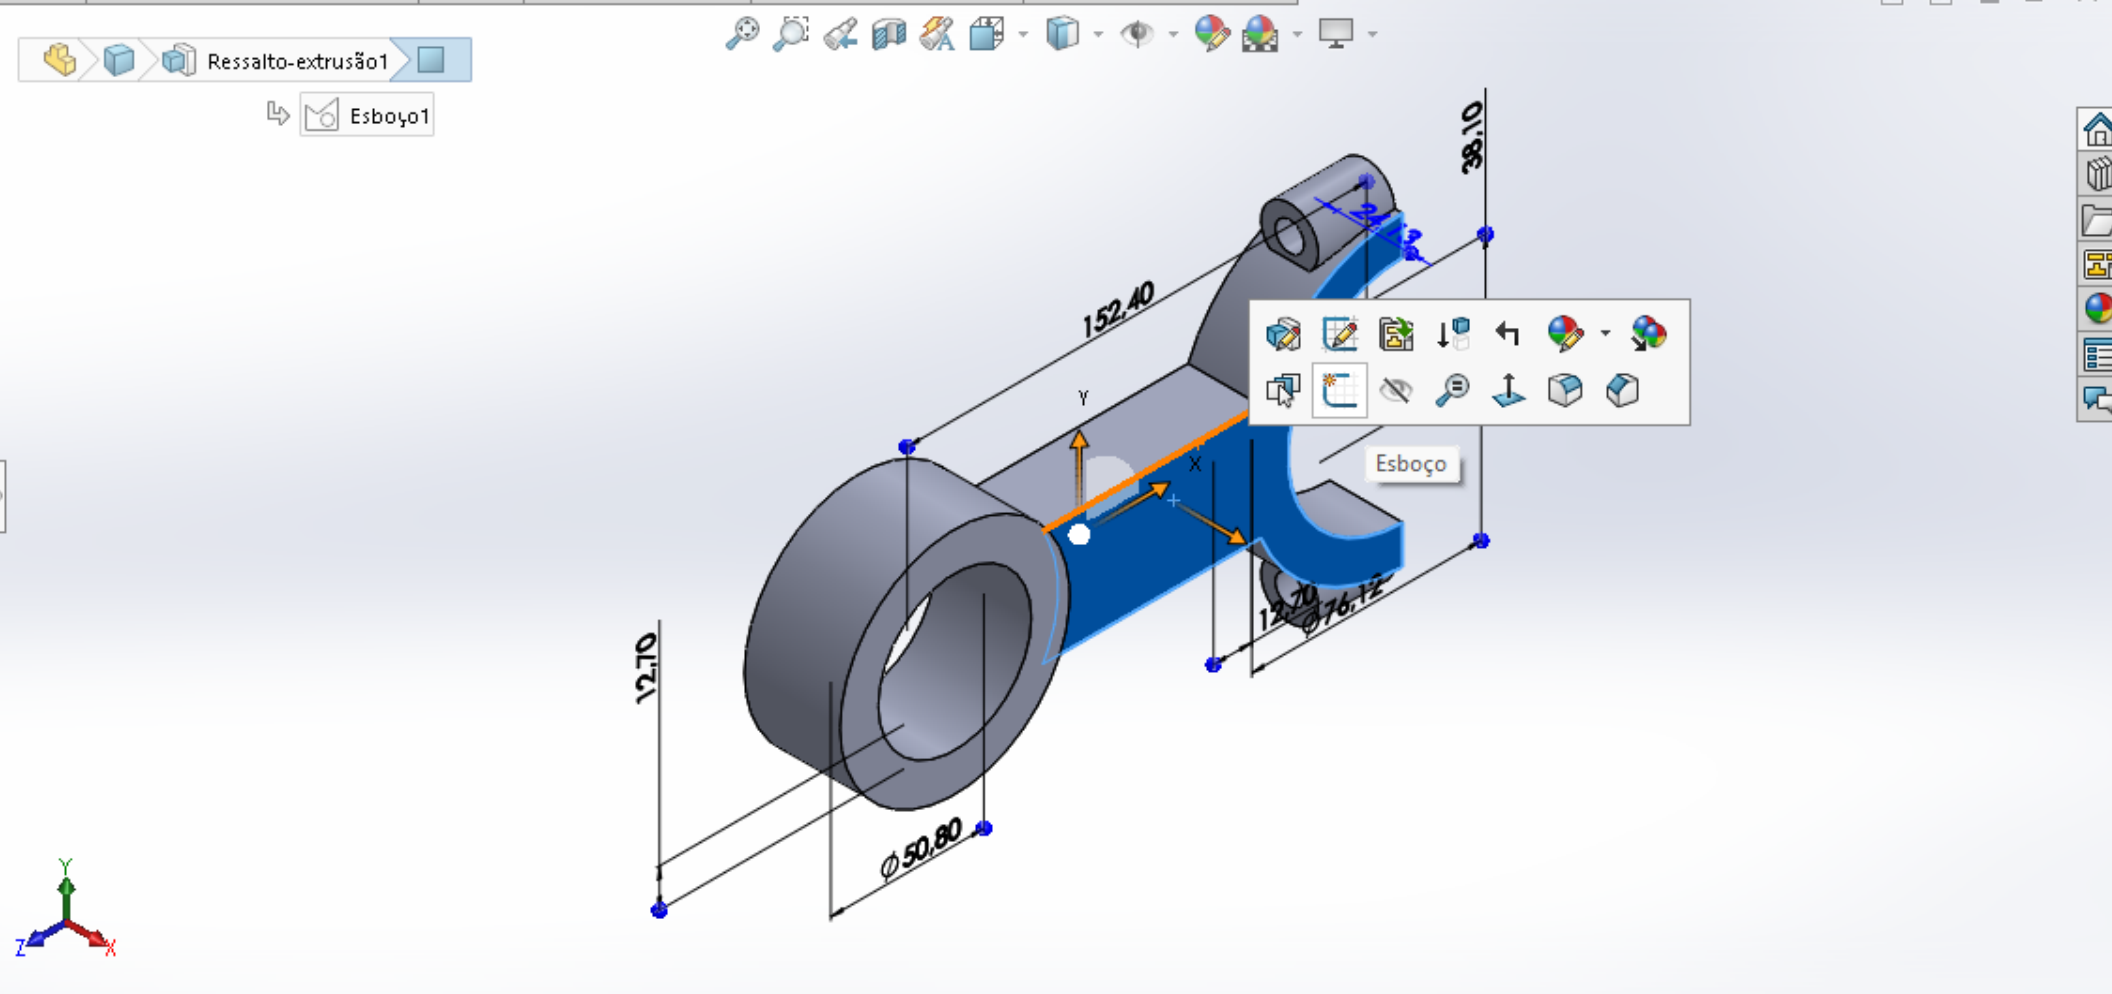 Ressalto-extrusão1
Esboço1
38,10
152,40
Y
X
Esboço
12,70
Ø76,12
12,70
Ø50,80
Y
Z
X